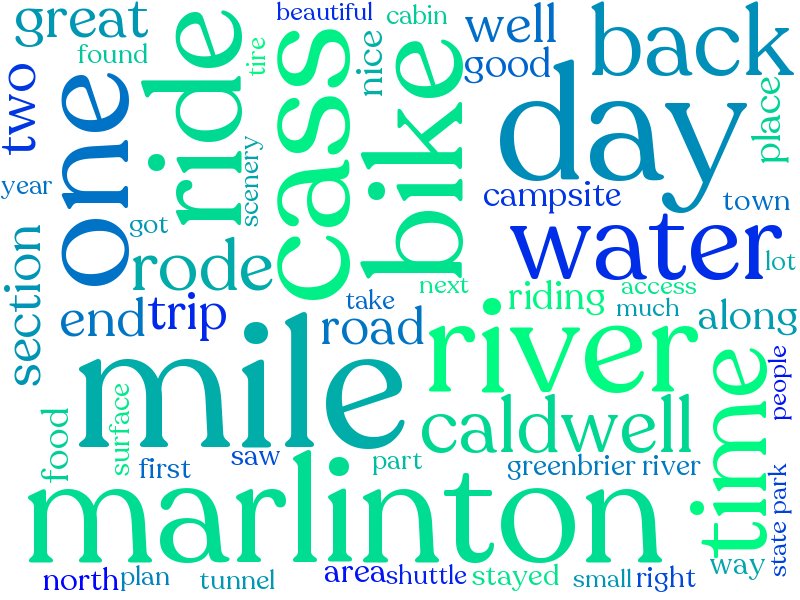 great
found
ride
tire
beautiful
cass
nice
cabin
bike
well
good
back
two
one
day
place
year
scenery
campsite
town
got
section
rode
water
lot
next
riding
access
take
much
end
trip
road
along
mile
river
people
time
surface
food
caldwell
first
saw
part
greenbrier river
marlinton
state park
way
north
plan
tunnel
area
shuttle
stayed
small
right